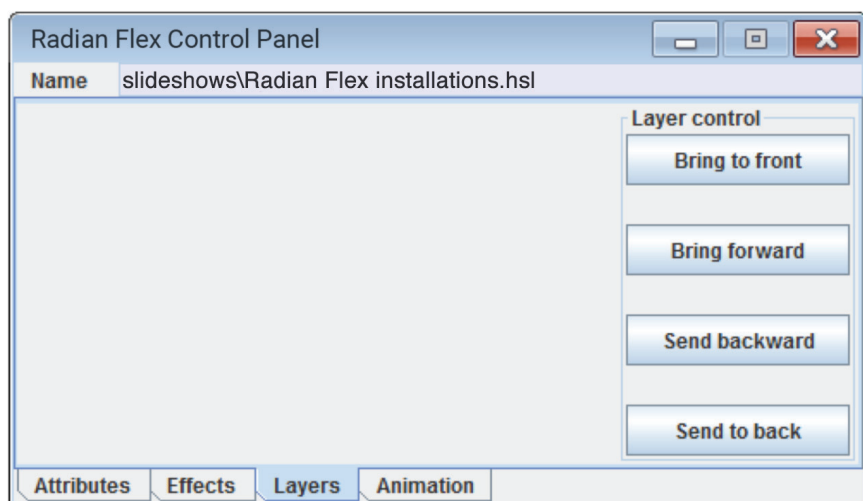 Radian Flex Control Panel
Name slideshows\Radian Flex installations.hsl
Layer control
Bring to front
Bring forward
Send backward
Send to back
Attributes Effects Layers Animation